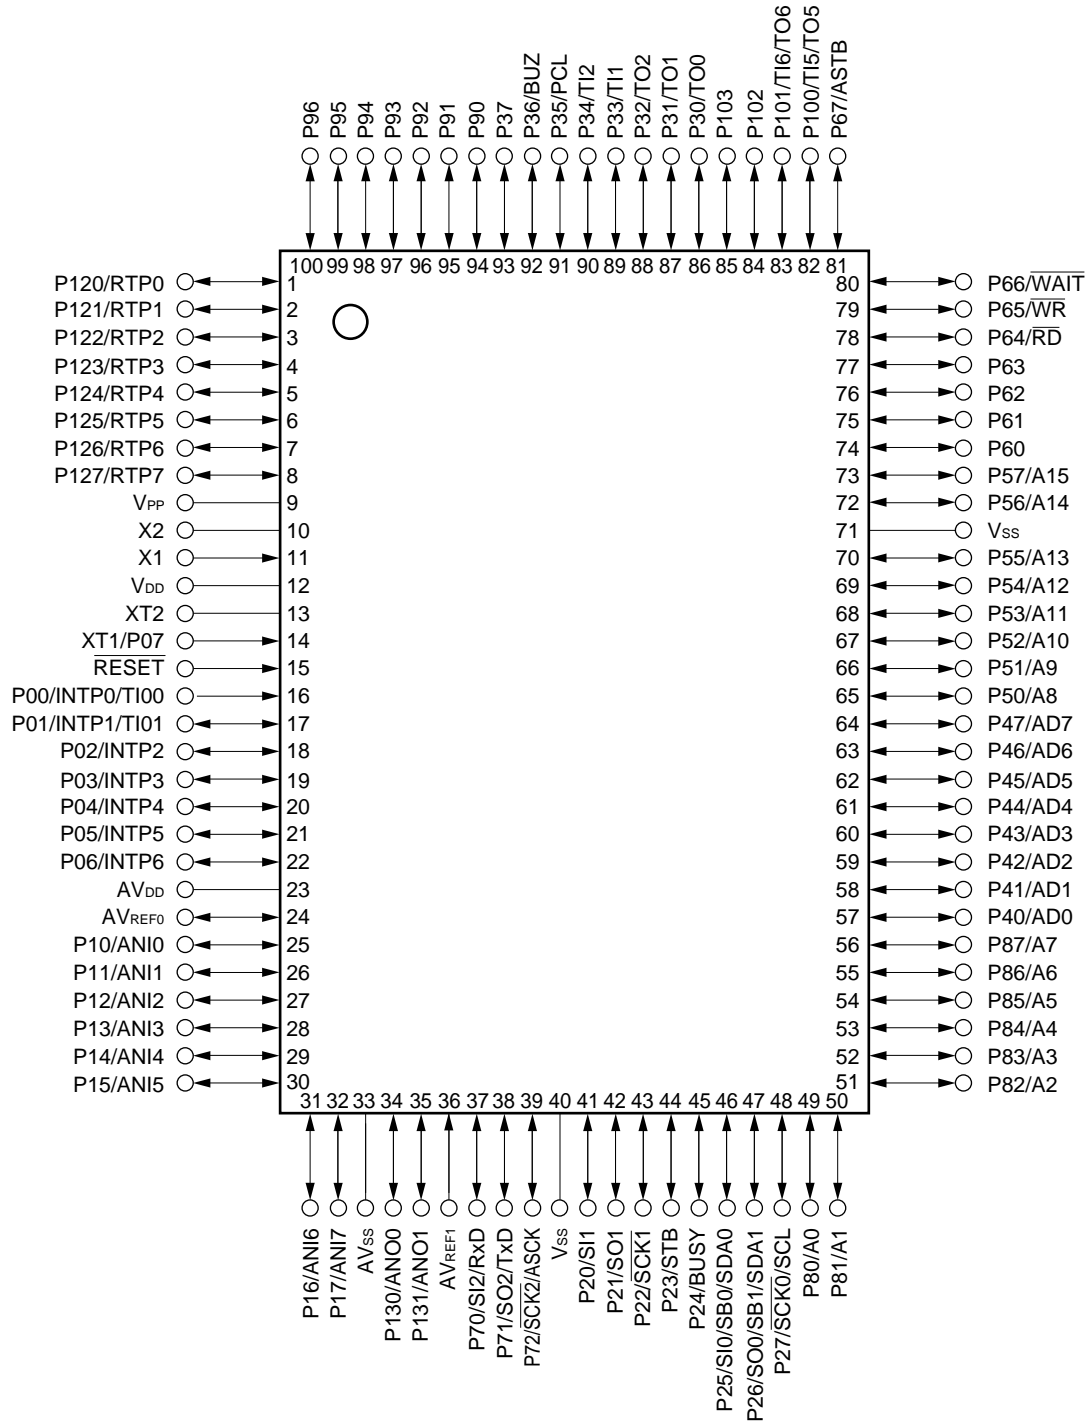 P96
P95
P94
P93
P92
P91
P90
P37
P36/BUZ
P35/PCL
P34/TI2
P33/TI1
P32/TO2
P31/TO1
P30/TO0
P103
P102
P101/TI6/TO6
P100/TI5/TO5
P67/ASTB
100 99 98 97 96 95 94 93 92 91 90 89 88 87 86 85 84 83 82 81
P120/RTP0 1 80 P66/WAIT
P121/RTP1 2 79 P65/WR
P122/RTP2 3 78 P64/RD
P123/RTP3 4 77 P63
P124/RTP4 5 76 P62
P125/RTP5 6 75 P61
P126/RTP6 7 74 P60
P127/RTP7 8 73 P57/A15
VPP 9 72 P56/A14
X2 10 71 VSS
X1 11 70 P55/A13
VDD 12 69 P54/A12
XT2 13 68 P53/A11
XT1/P07 14 67 P52/A10
RESET 15 66 P51/A9
P00/INTP0/TI00 16 65 P50/A8
P01/INTP1/TI01 17 64 P47/AD7
P02/INTP2 18 63 P46/AD6
P03/INTP3 19 62 P45/AD5
P04/INTP4 20 61 P44/AD4
P05/INTP5 21 60 P43/AD3
P06/INTP6 22 59 P42/AD2
AVDD 23 58 P41/AD1
AVREF0 24 57 P40/AD0
P10/ANI0 25 56 P87/A7
P11/ANI1 26 55 P86/A6
P12/ANI2 27 54 P85/A5
P13/ANI3 28 53 P84/A4
P14/ANI4 29 52 P83/A3
P15/ANI5 30 51 P82/A2
31 32 33 34 35 36 37 38 39 40 41 42 43 44 45 46 47 48 49 50
P16/ANI6
P17/ANI7
AVSS
P130/ANO0
P131/ANO1
AVREF1
P70/SI2/RxD
P71/SO2/TxD
P72/SCK2/ASCK
VSS
P20/SI1
P21/SO1
P22/SCK1
P23/STB
P24/BUSY
P25/SI0/SB0/SDA0
P26/SO0/SB1/SDA1
P27/SCK0/SCL
P80/A0
P81/A1